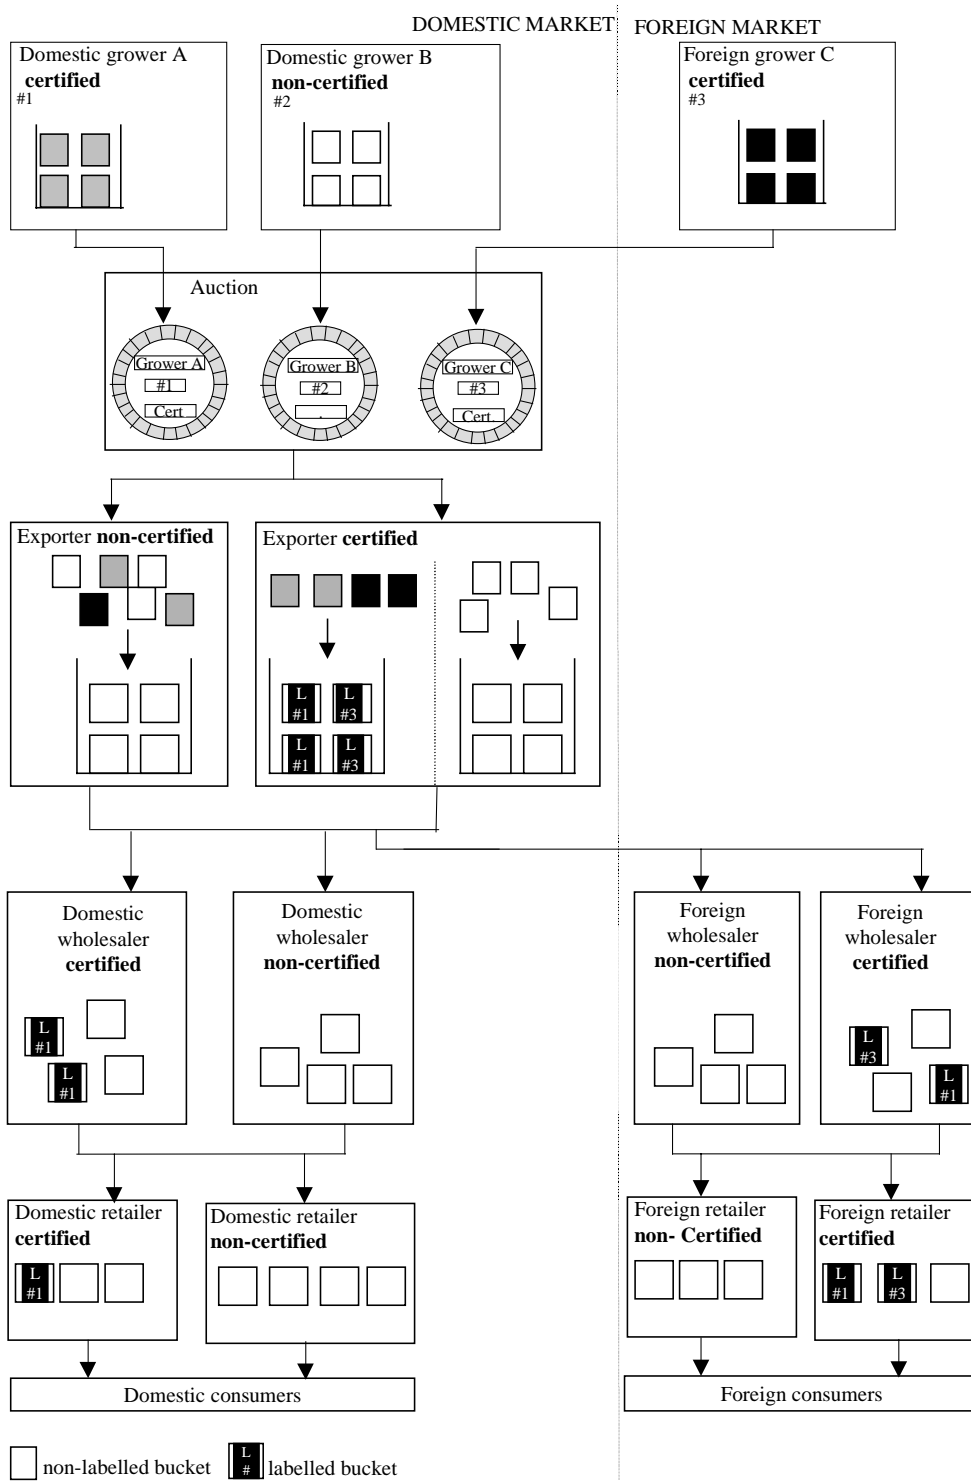 DOMESTIC MARKET
FOREIGN MARKET
Domestic grower A
certified
#1
Domestic grower B
non-certified
#2
Foreign grower C
certified
#3
Auction
Grower A
#1
Cert
Grower B
#2
.
Grower C
#3
Cert.
Exporter non-certified
Exporter certified
L
#1
L
#3
L
#1
L
#3
Domestic
wholesaler
certified
L
#1
L
#1
Domestic
wholesaler
non-certified
Foreign
wholesaler
non-certified
Foreign
wholesaler
certified
L
#3
L
#1
Domestic retailer
certified
L
#1
Domestic retailer
non-certified
Foreign retailer
non- Certified
Foreign retailer
certified
L
#1
L
#3
Domestic consumers
Foreign consumers
non-labelled bucket
L
#
labelled bucket